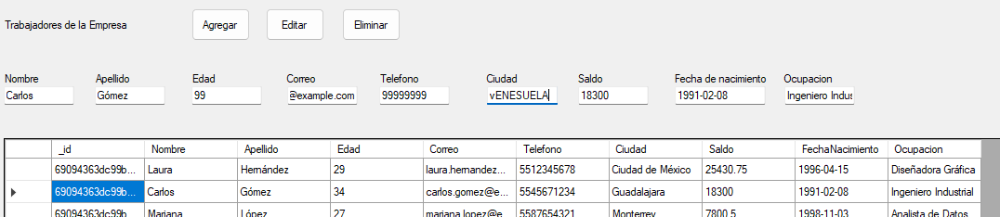 Trabajadores de la Empresa Agregar Editar Eliminar
Nombre Apellido Edad Correo Telefono Ciudad Saldo Fecha de nacimiento Ocupacion
Carlos Gómez 99 @example.com 99999999 vENESUELA 18300 1991-02-08 Ingeniero Indus
_id Nombre Apellido Edad Correo Telefono Ciudad Saldo FechaNacimiento Ocupacion
69094363dc99b... Laura Hernández 29 laura.hernandez... 5512345678 Ciudad de México 25430.75 1996-04-15 Diseñadora Gráfica
69094363dc99b... Carlos Gómez 34 carlos.gomez@e... 5545671234 Guadalajara 18300 1991-02-08 Ingeniero Industrial
69094363dc99b... Mariana López 27 mariana.lopez@e... 5587654321 Monterrey 7800.5 1998-11-03 Analista de Datos